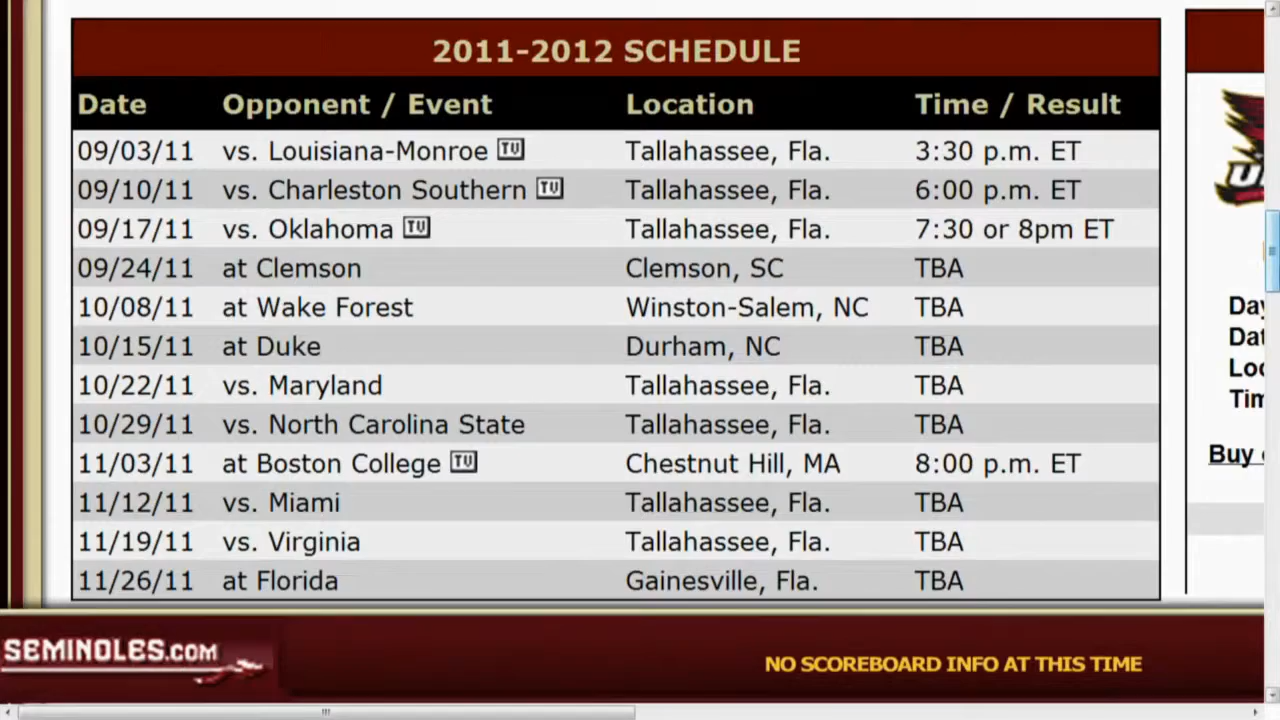 2011-2012 SCHEDULE
Date Opponent / Event Location Time / Result
09/03/11 vs. Louisiana-Monroe TV Tallahassee, Fla. 3:30 p.m. ET
09/10/11 vs. Charleston Southern TV Tallahassee, Fla. 6:00 p.m. ET
09/17/11 vs. Oklahoma TV Tallahassee, Fla. 7:30 or 8pm ET
09/24/11 at Clemson Clemson, SC TBA
10/08/11 at Wake Forest Winston-Salem, NC TBA
10/15/11 at Duke Durham, NC TBA
10/22/11 vs. Maryland Tallahassee, Fla. TBA
10/29/11 vs. North Carolina State Tallahassee, Fla. TBA
11/03/11 at Boston College TV Chestnut Hill, MA 8:00 p.m. ET
11/12/11 vs. Miami Tallahassee, Fla. TBA
11/19/11 vs. Virginia Tallahassee, Fla. TBA
11/26/11 at Florida Gainesville, Fla. TBA
Buy
SEMINOLES.COM
NO SCOREBOARD INFO AT THIS TIME